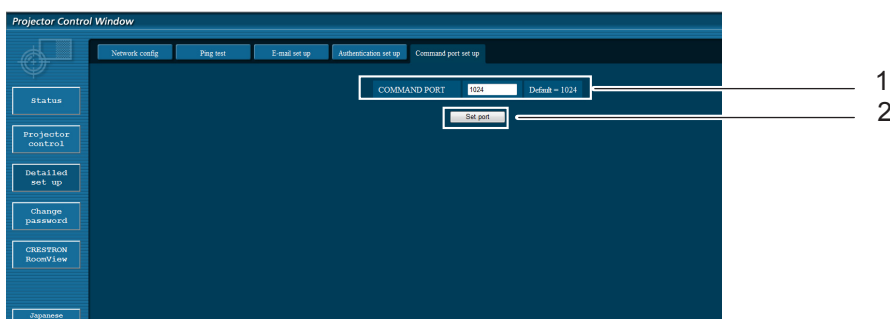 Projector Control Window
Network config Ping test E-mail set up Authentication set up Command port set up
COMMAND PORT 1024 Default = 1024 1
Set port 2
Status
Projector
control
Detailed
set up
Change
password
CRESTRON
RoomView
Japanese